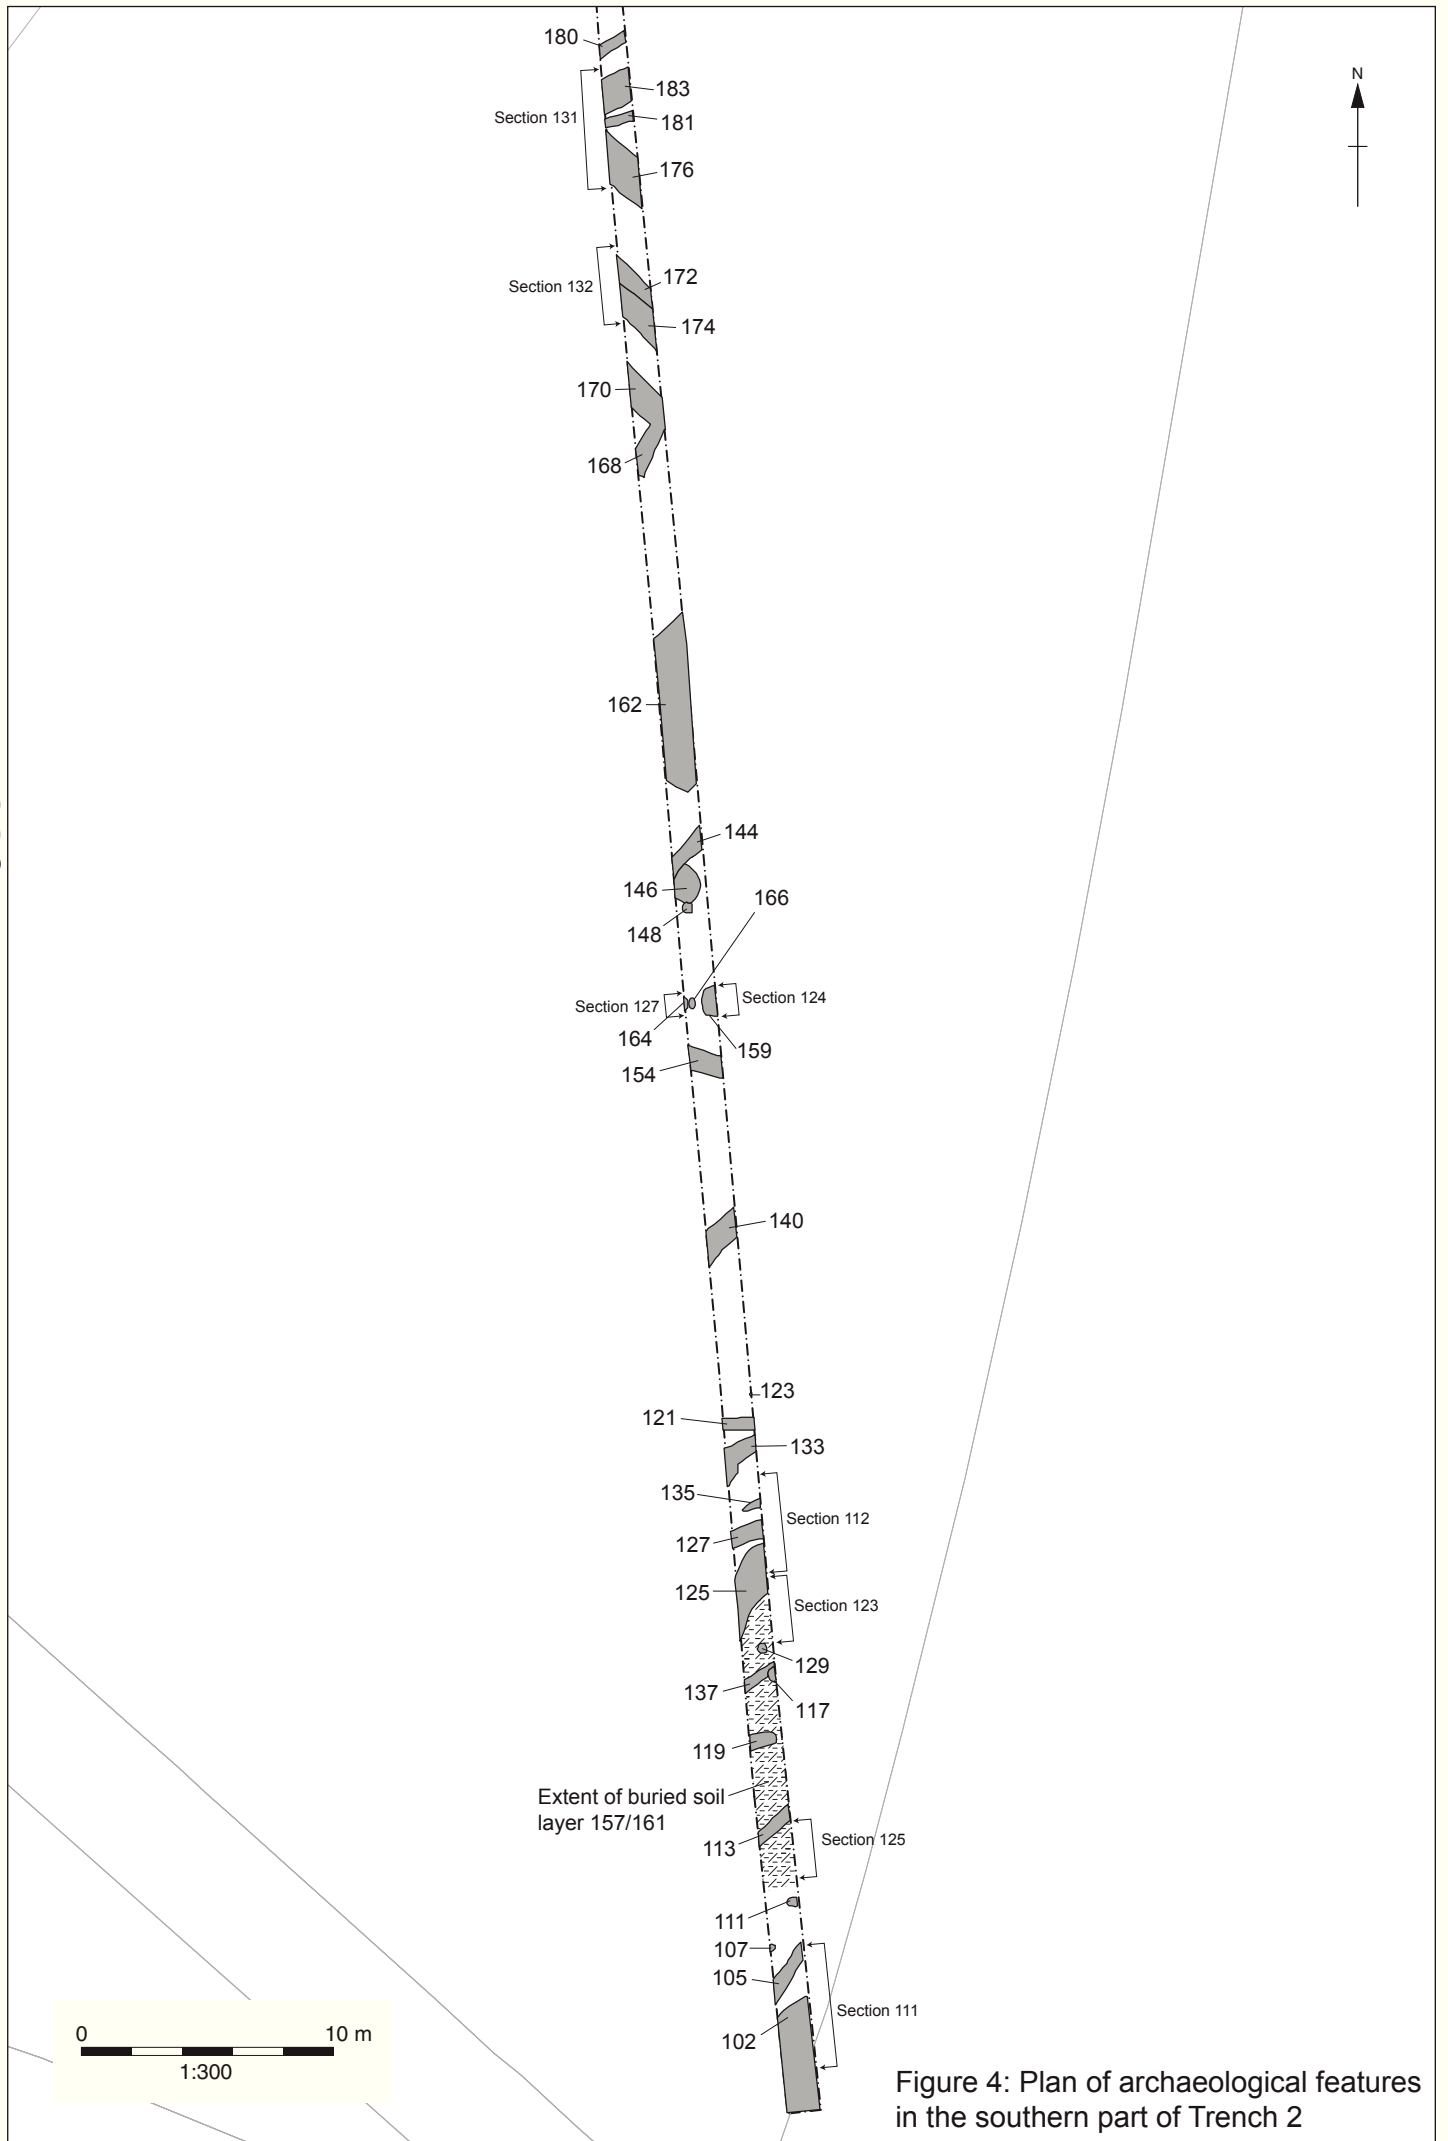 180
N
183
Section 131
181
176
172
Section 132
174
170
168
162
144
146
166
148
Section 127
Section 124
164
159
154
140
123
121
133
135
Section 112
127
125
Section 123
129
137
117
119
Extent of buried soil
layer 157/161
113
Section 125
111
107
105
Section 111
102
0 10 m
1:300
Figure 4: Plan of archaeological features
in the southern part of Trench 2